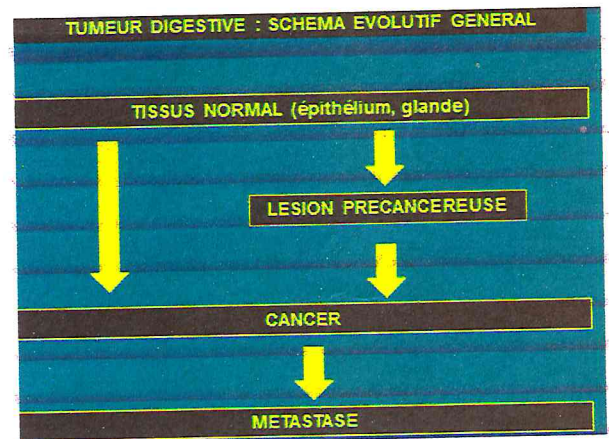 TUMEUR DIGESTIVE : SCHEMA EVOLUTIF GENERAL
TISSUS NORMAL (épithélium, glande)
LESION PRECANCEREUSE
CANCER
METASTASE